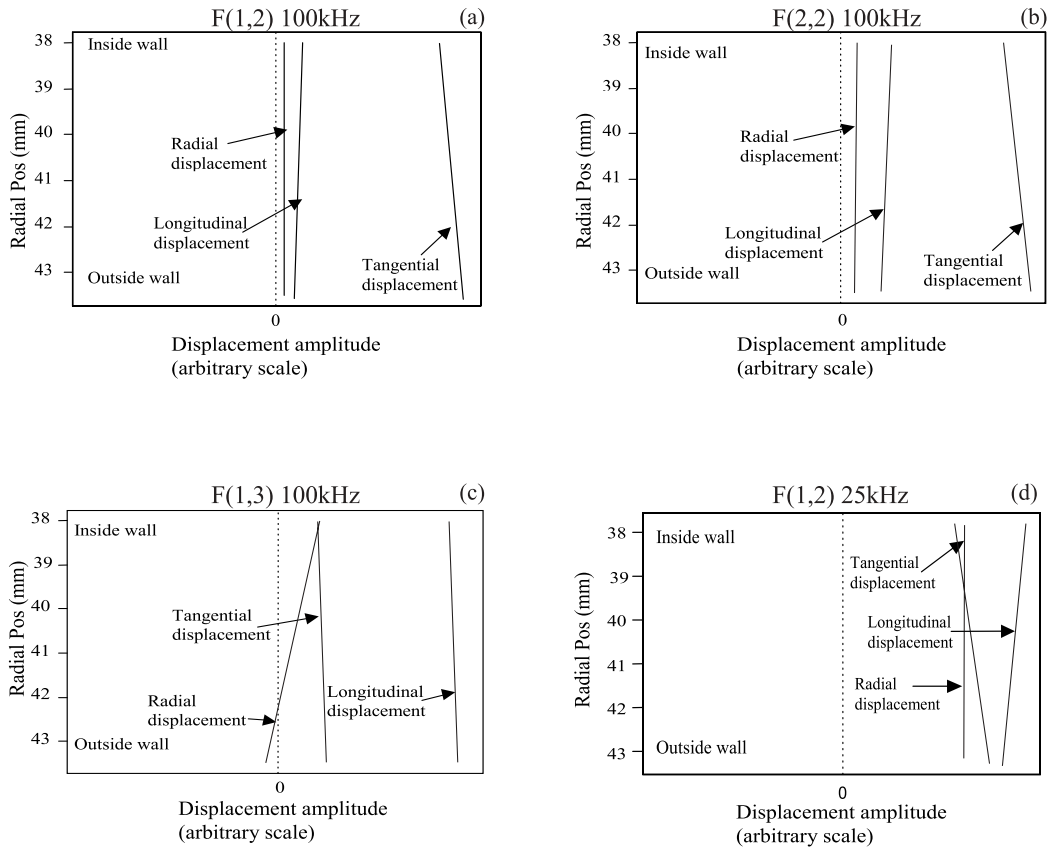 F(1,2) 100kHz
(a)
38
39
40
41
42
43
Radial Pos (mm)
Inside wall
Radial
displacement
Longitudinal
displacement
Tangential
displacement
Outside wall
0
Displacement amplitude
(arbitrary scale)
F(2,2) 100kHz
(b)
38
39
40
41
42
43
Radial Pos (mm)
Inside wall
Radial
displacement
Longitudinal
displacement
Tangential
displacement
Outside wall
0
Displacement amplitude
(arbitrary scale)
F(1,3) 100kHz
(c)
38
39
40
41
42
43
Radial Pos (mm)
Inside wall
Tangential
displacement
Radial
displacement
Longitudinal
displacement
Outside wall
0
Displacement amplitude
(arbitrary scale)
F(1,2) 25kHz
(d)
38
39
40
41
42
43
Radial Pos (mm)
Inside wall
Tangential
displacement
Longitudinal
displacement
Radial
displacement
Outside wall
0
Displacement amplitude
(arbitrary scale)